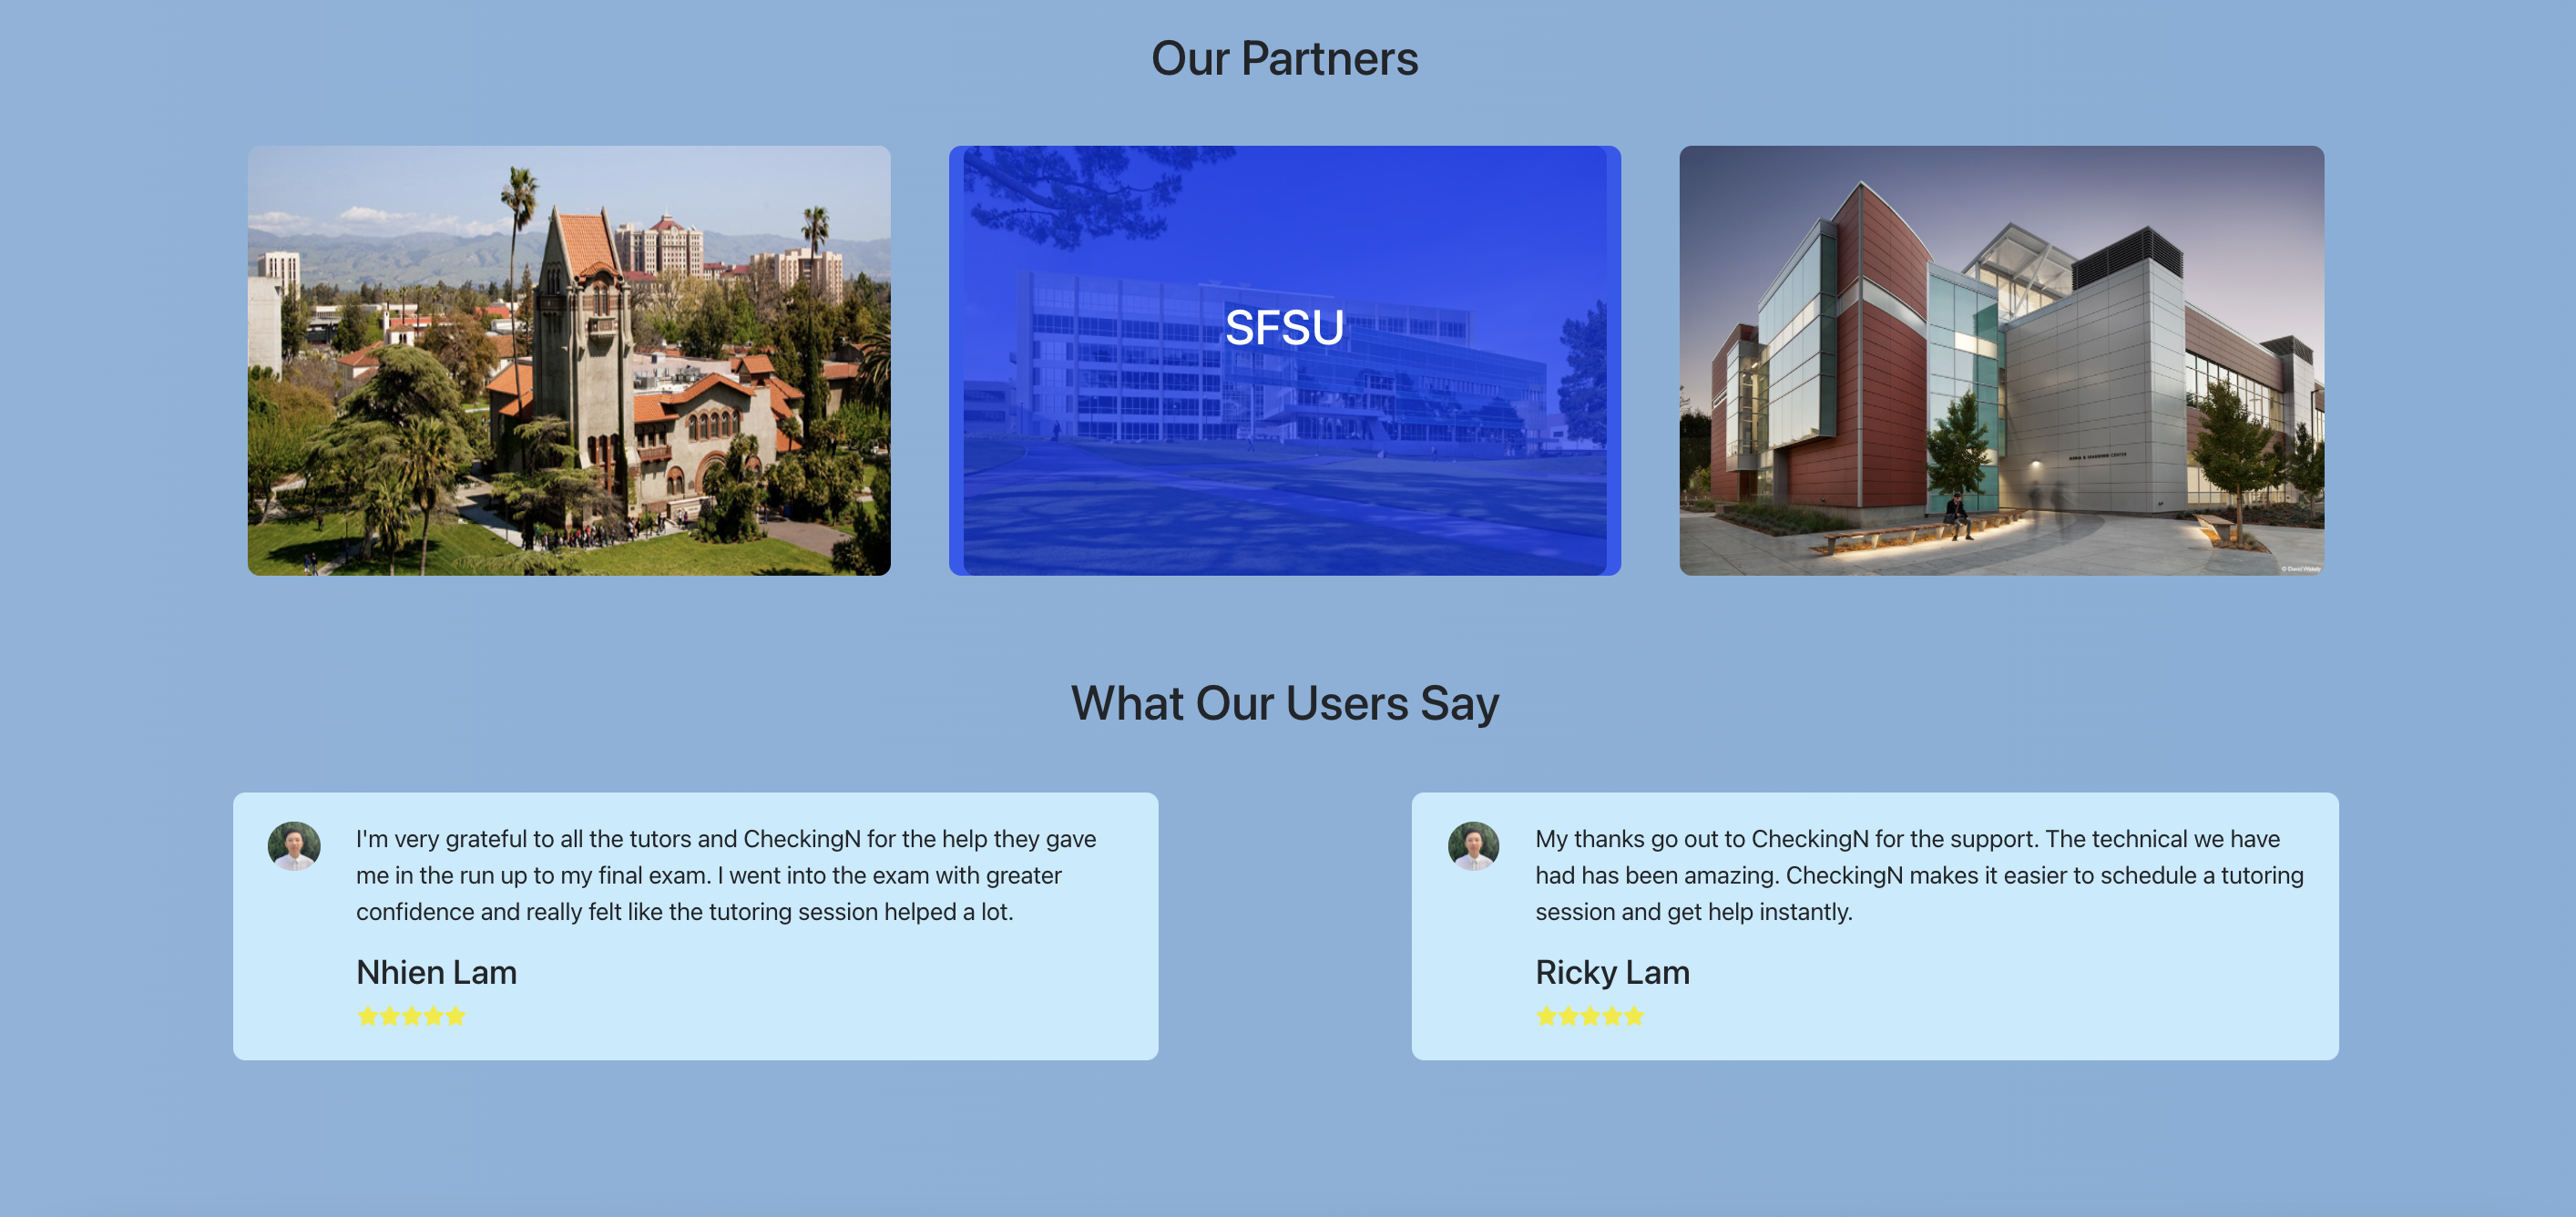 Our Partners
SFSU
© David Wakely
What Our Users Say
I'm very grateful to all the tutors and CheckingN for the help they gave
me in the run up to my final exam. I went into the exam with greater
confidence and really felt like the tutoring session helped a lot.
Nhien Lam
My thanks go out to CheckingN for the support. The technical we have
had has been amazing. CheckingN makes it easier to schedule a tutoring
session and get help instantly.
Ricky Lam